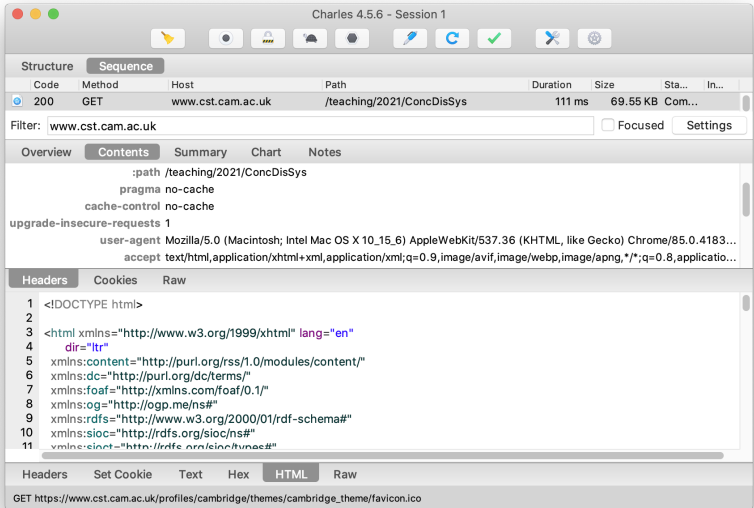 Charles 4.5.6 - Session 1
Structure Sequence
Code Method Host Path Duration Size Sta... In...
200 GET www.cst.cam.ac.uk /teaching/2021/ConcDisSys 111 ms 69.55 KB Com...
Filter: www.cst.cam.ac.uk Focused Settings
Overview Contents Summary Chart Notes
:path /teaching/2021/ConcDisSys
pragma no-cache
cache-control no-cache
upgrade-insecure-requests 1
user-agent Mozilla/5.0 (Macintosh; Intel Mac OS X 10_15_6) AppleWebKit/537.36 (KHTML, like Gecko) Chrome/85.0.4183...
accept text/html,application/xhtml+xml,application/xml;q=0.9,image/avif,image/webp,image/apng,*/*;q=0.8,applicatio...
Headers Cookies Raw
1 <!DOCTYPE html>
2
3 <html xmlns="http://www.w3.org/1999/xhtml" lang="en"
4 dir="ltr"
5 xmlns:content="http://purl.org/rss/1.0/modules/content/"
6 xmlns:dc="http://purl.org/dc/terms/"
7 xmlns:foaf="http://xmlns.com/foaf/0.1/"
8 xmlns:og="http://ogp.me/ns#"
9 xmlns:rdfs="http://www.w3.org/2000/01/rdf-schema#"
10 xmlns:sioc="http://rdfs.org/sioc/ns#"
11 xmlns:sioct="http://rdfs.org/sioc/types#"
Headers Set Cookie Text Hex HTML Raw
GET https://www.cst.cam.ac.uk/profiles/cambridge/themes/cambridge_theme/favicon.ico